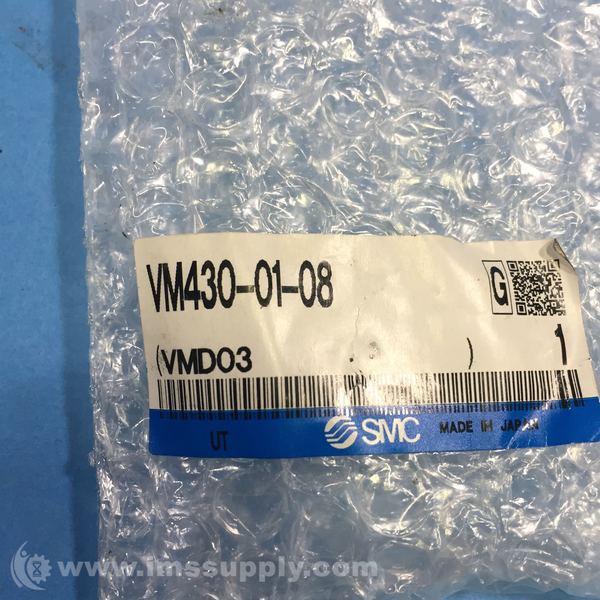 VM430-01-08
G
(VMD03 )
1
UT
SMC MADE IN JAPAN
www.imssupply.com